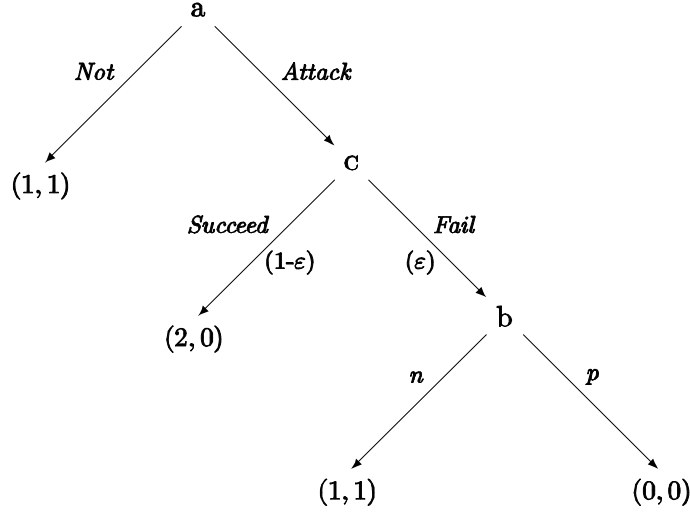 a
Not Attack
(1, 1) c
Succeed Fail
(1-ε) (ε)
(2, 0) b
n p
(1, 1) (0, 0)